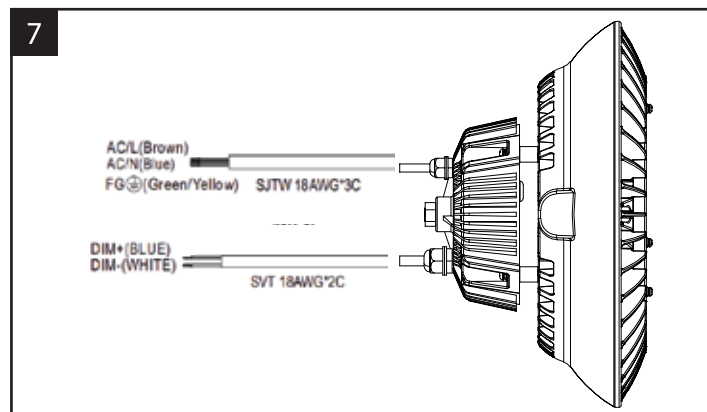 7
AC/L(Brown)
AC/N(Blue)
FG(Green/Yellow) SJTW 18AWG*3C
DIM+(BLUE)
DIM-(WHITE)
SVT 18AWG*2C